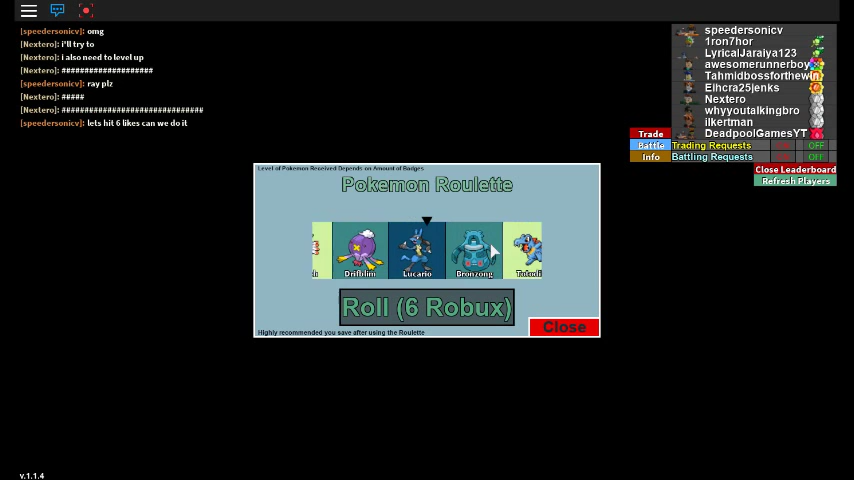 [speedersonicv]: omg
[Nextero]: i'll try to
[Nextero]: i also need to level up
[Nextero]: ####################
[speedersonicv]: ray plz
[Nextero]: #####
[Nextero]: ##############################
[speedersonicv]: lets hit 6 likes can we do it
speedersonicv
1ron7hor
LyricalJaraiya123
awesomerunnerboy
Tahmidbossforthewin
Elhcra25jenks
Nextero
whyyoutalkingbro
ilkertman
DeadpoolGamesYT
Trade
Battle
Info
Trading Requests OFF
Battling Requests OFF
Close Leaderboard
Refresh Players
Level of Pokemon Received Depends on Amount of Badges
Pokemon Roulette
Drifblim Lucario Bronzong
Roll (6 Robux)
Close
Highly recommended you save after using the Roulette
v.1.1.4